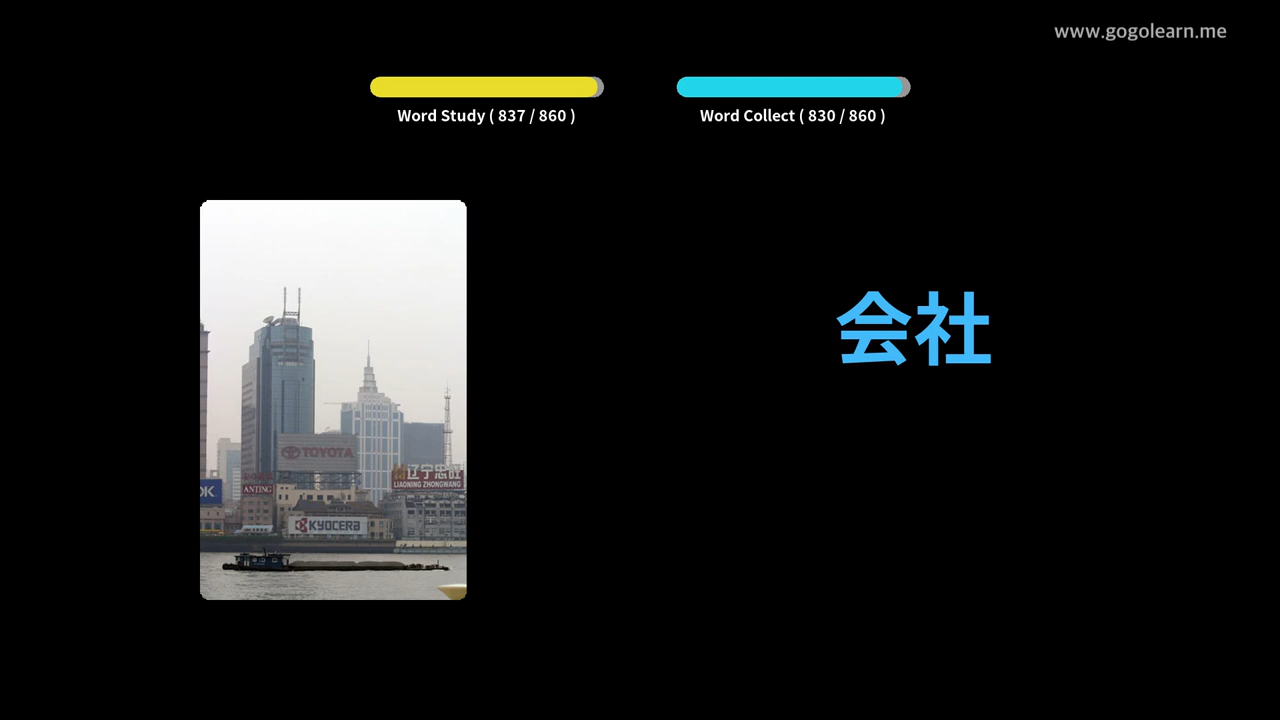 www.gogolearn.me
Word Study ( 837 / 860 )
Word Collect ( 830 / 860 )
会社
TOYOTA
辽宁忠旺
LIAONING ZHONGWANG
OK
ANTING
KYOCERA